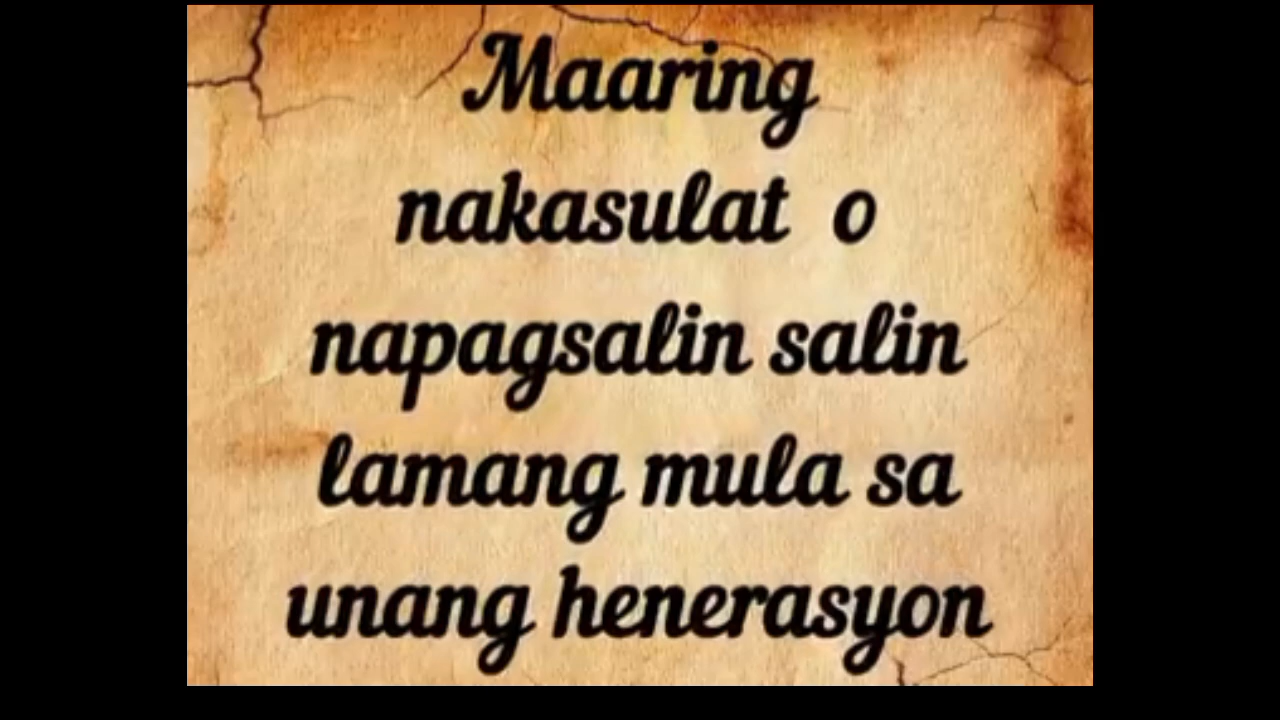 Maaring
nakasulat o
napagsalin salin
lamang mula sa
unang henerasyon